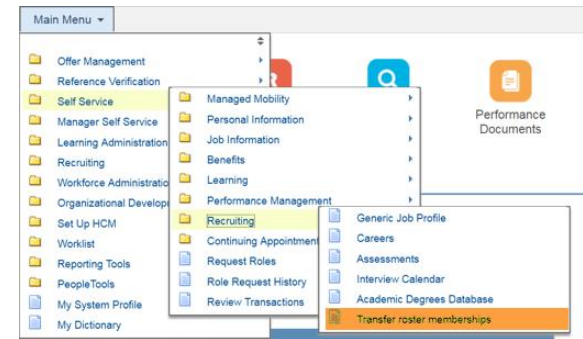 Main Menu
Offer Management
Reference Verification
Self Service
Manager Self Service
Learning Administration
Recruiting
Workforce Administratio
Organizational Develop
Set Up HCM
Worklist
Reporting Tools
PeopleTools
My System Profile
My Dictionary
Managed Mobility
Personal Information
Job Information
Benefits
Learning
Performance Management
Recruiting
Continuing Appointment
Request Roles
Role Request History
Review Transactions
Generic Job Profile
Careers
Assessments
Interview Calendar
Academic Degrees Database
Transfer roster memberships
Performance
Documents